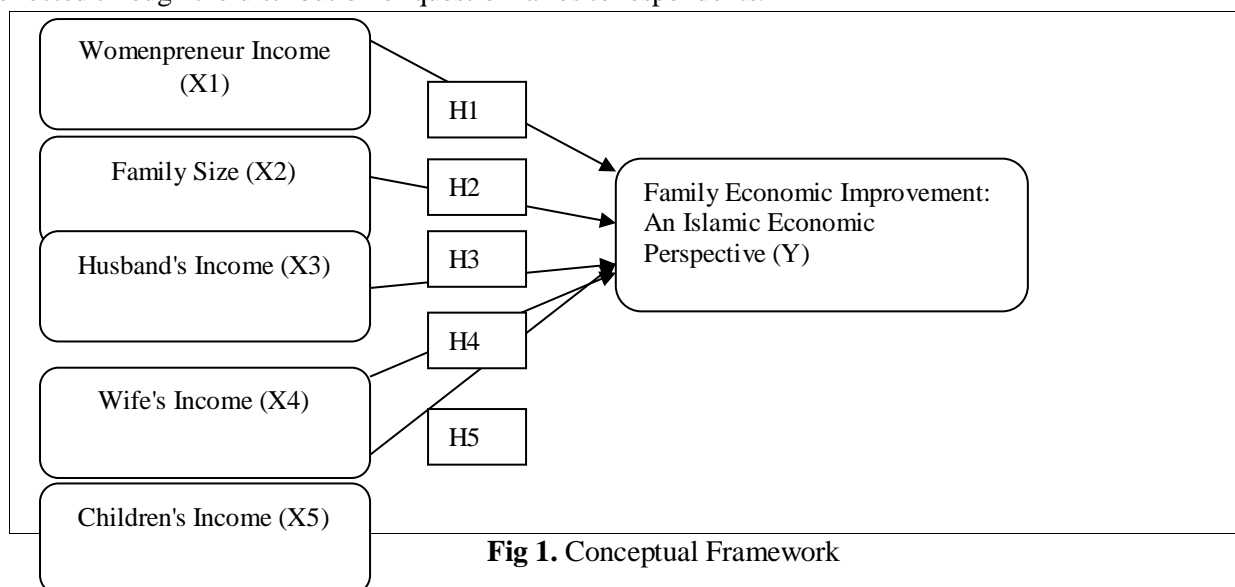 Womenpreneur Income
(X1)
H1
Family Size (X2)
H2
Family Economic Improvement:
An Islamic Economic
Perspective (Y)
Husband's Income (X3)
H3
H4
Wife's Income (X4)
H5
Children's Income (X5)
Fig 1. Conceptual Framework